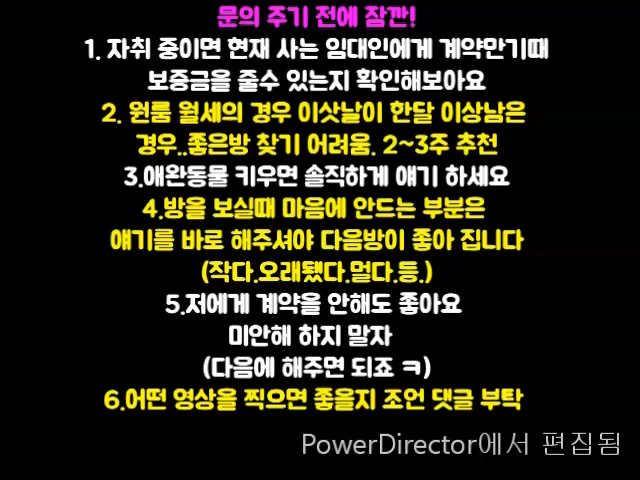 문의 주기 전에 잠깐!
1. 자취 중이면 현재 사는 임대인에게 계약만기때
보증금을 줄수 있는지 확인해보아요
2. 원룸 월세의 경우 이삿날이 한달 이상남은
경우..좋은방 찾기 어려움. 2~3주 추천
3.애완동물 키우면 솔직하게 얘기 하세요
4.방을 보실때 마음에 안드는 부분은
얘기를 바로 해주셔야 다음방이 좋아 집니다
(작다.오래됐다.멀다.등.)
5.저에게 계약을 안해도 좋아요
미안해 하지 말자
(다음에 해주면 되죠 ㅋ)
6.어떤 영상을 찍으면 좋을지 조언 댓글 부탁
PowerDirector에서 편집됨